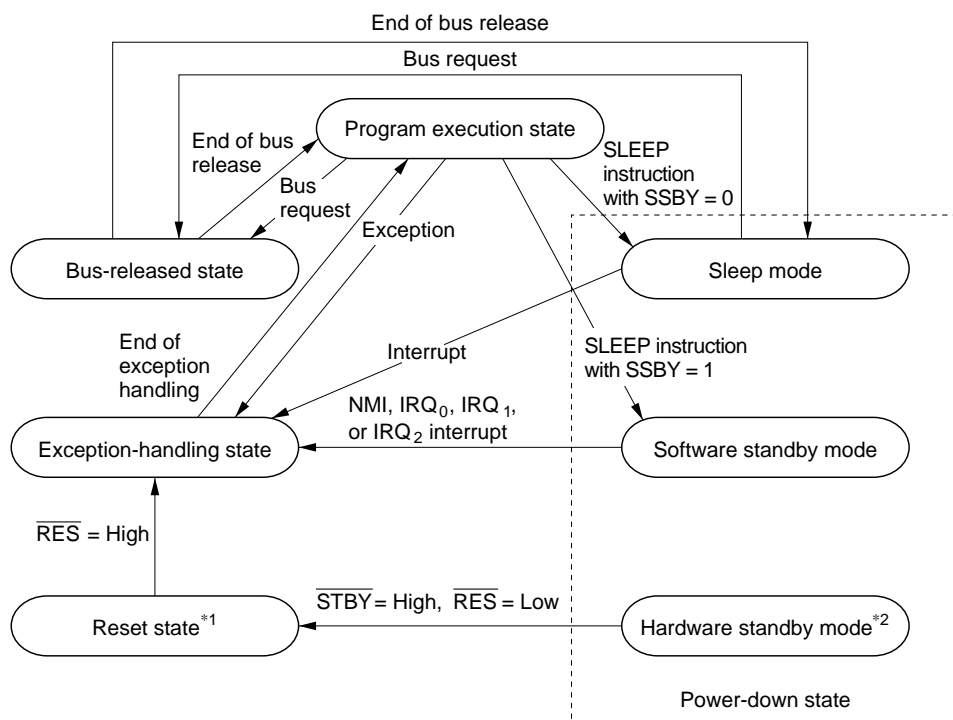 End of bus release
Bus request
Program execution state
End of bus
release
SLEEP
instruction
with SSBY = 0
Bus
request
Exception
Bus-released state
Sleep mode
End of
exception
handling
Interrupt
SLEEP instruction
with SSBY = 1
NMI, IRQ₀, IRQ₁,
or IRQ₂ interrupt
Exception-handling state
Software standby mode
R̅E̅S̅ = High
S̅T̅B̅Y̅ = High, R̅E̅S̅ = Low
Reset state*1
Hardware standby mode*2
Power-down state